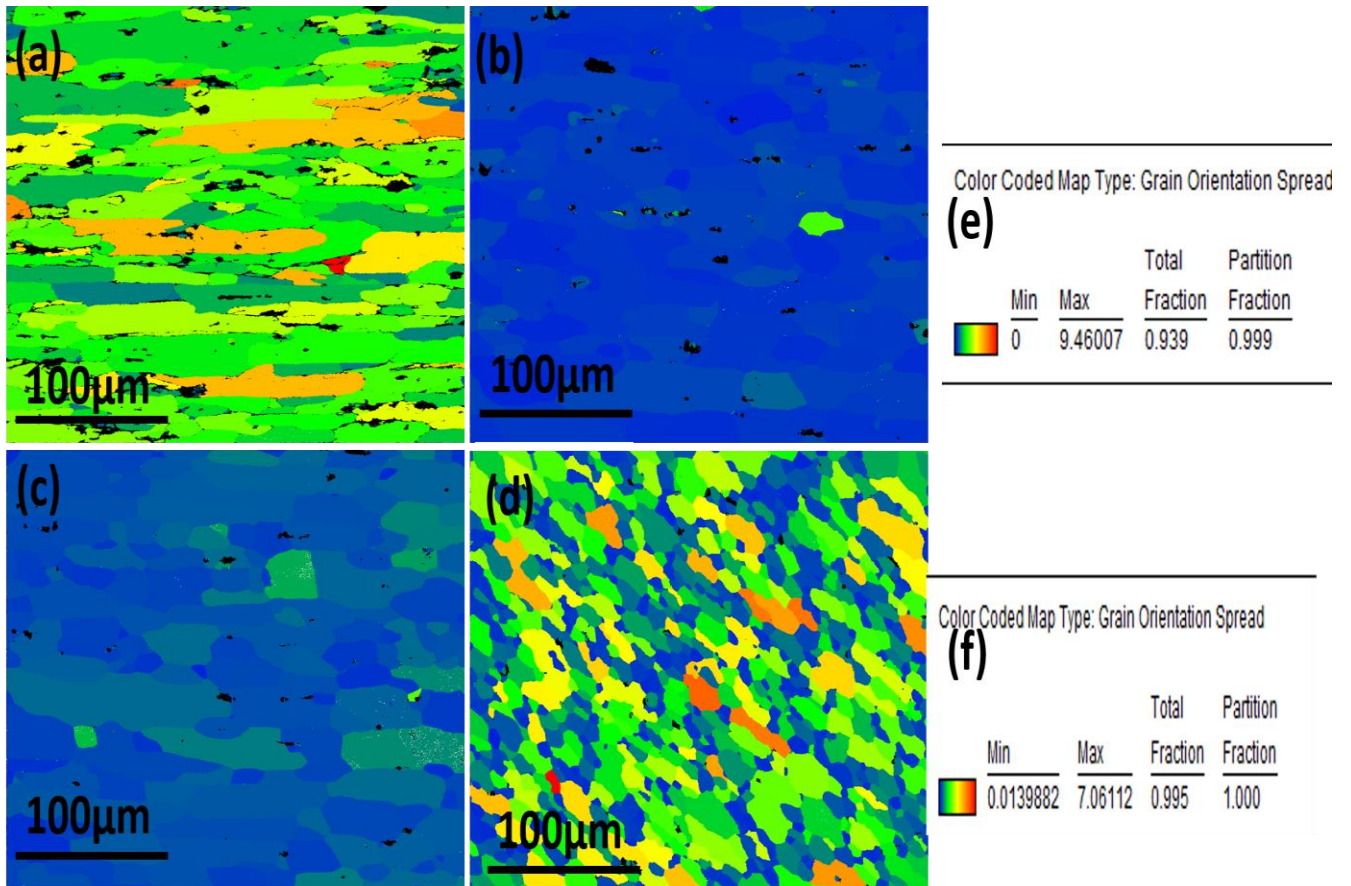 (a)
100µm
(b)
100µm
(c)
100µm
(d)
100µm
Color Coded Map Type: Grain Orientation Spread
(e)
Total Partition
Min Max Fraction Fraction
0 9.46007 0.939 0.999
Color Coded Map Type: Grain Orientation Spread
(f)
Total Partition
Min Max Fraction Fraction
0.0139882 7.06112 0.995 1.000